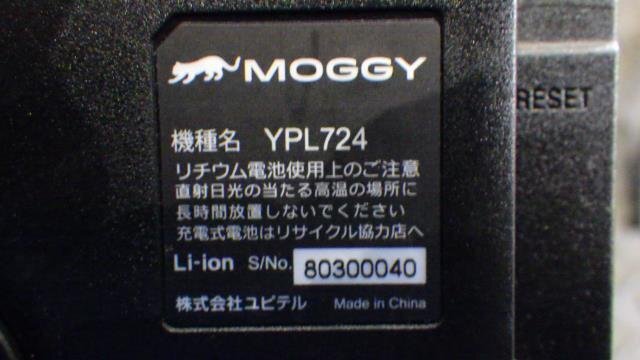 MOGGY
機種名 YPL724
リチウム電池使用上のご注意
直射日光の当たる高温の場所に
長時間放置しないでください
充電式電池はリサイクル協力店へ
Li-ion S/No. 80300040
株式会社ユピテル Made in China
RESET